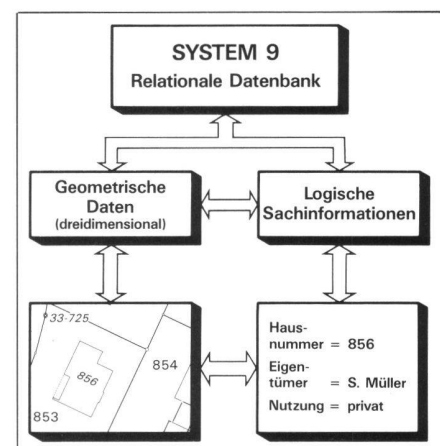 SYSTEM 9
Relationale Datenbank
Geometrische
Daten
(dreidimensional)
Logische
Sachinformationen
33-725
856
854
853
Haus-
nummer = 856
Eigen-
tümer = S. Müller
Nutzung = privat